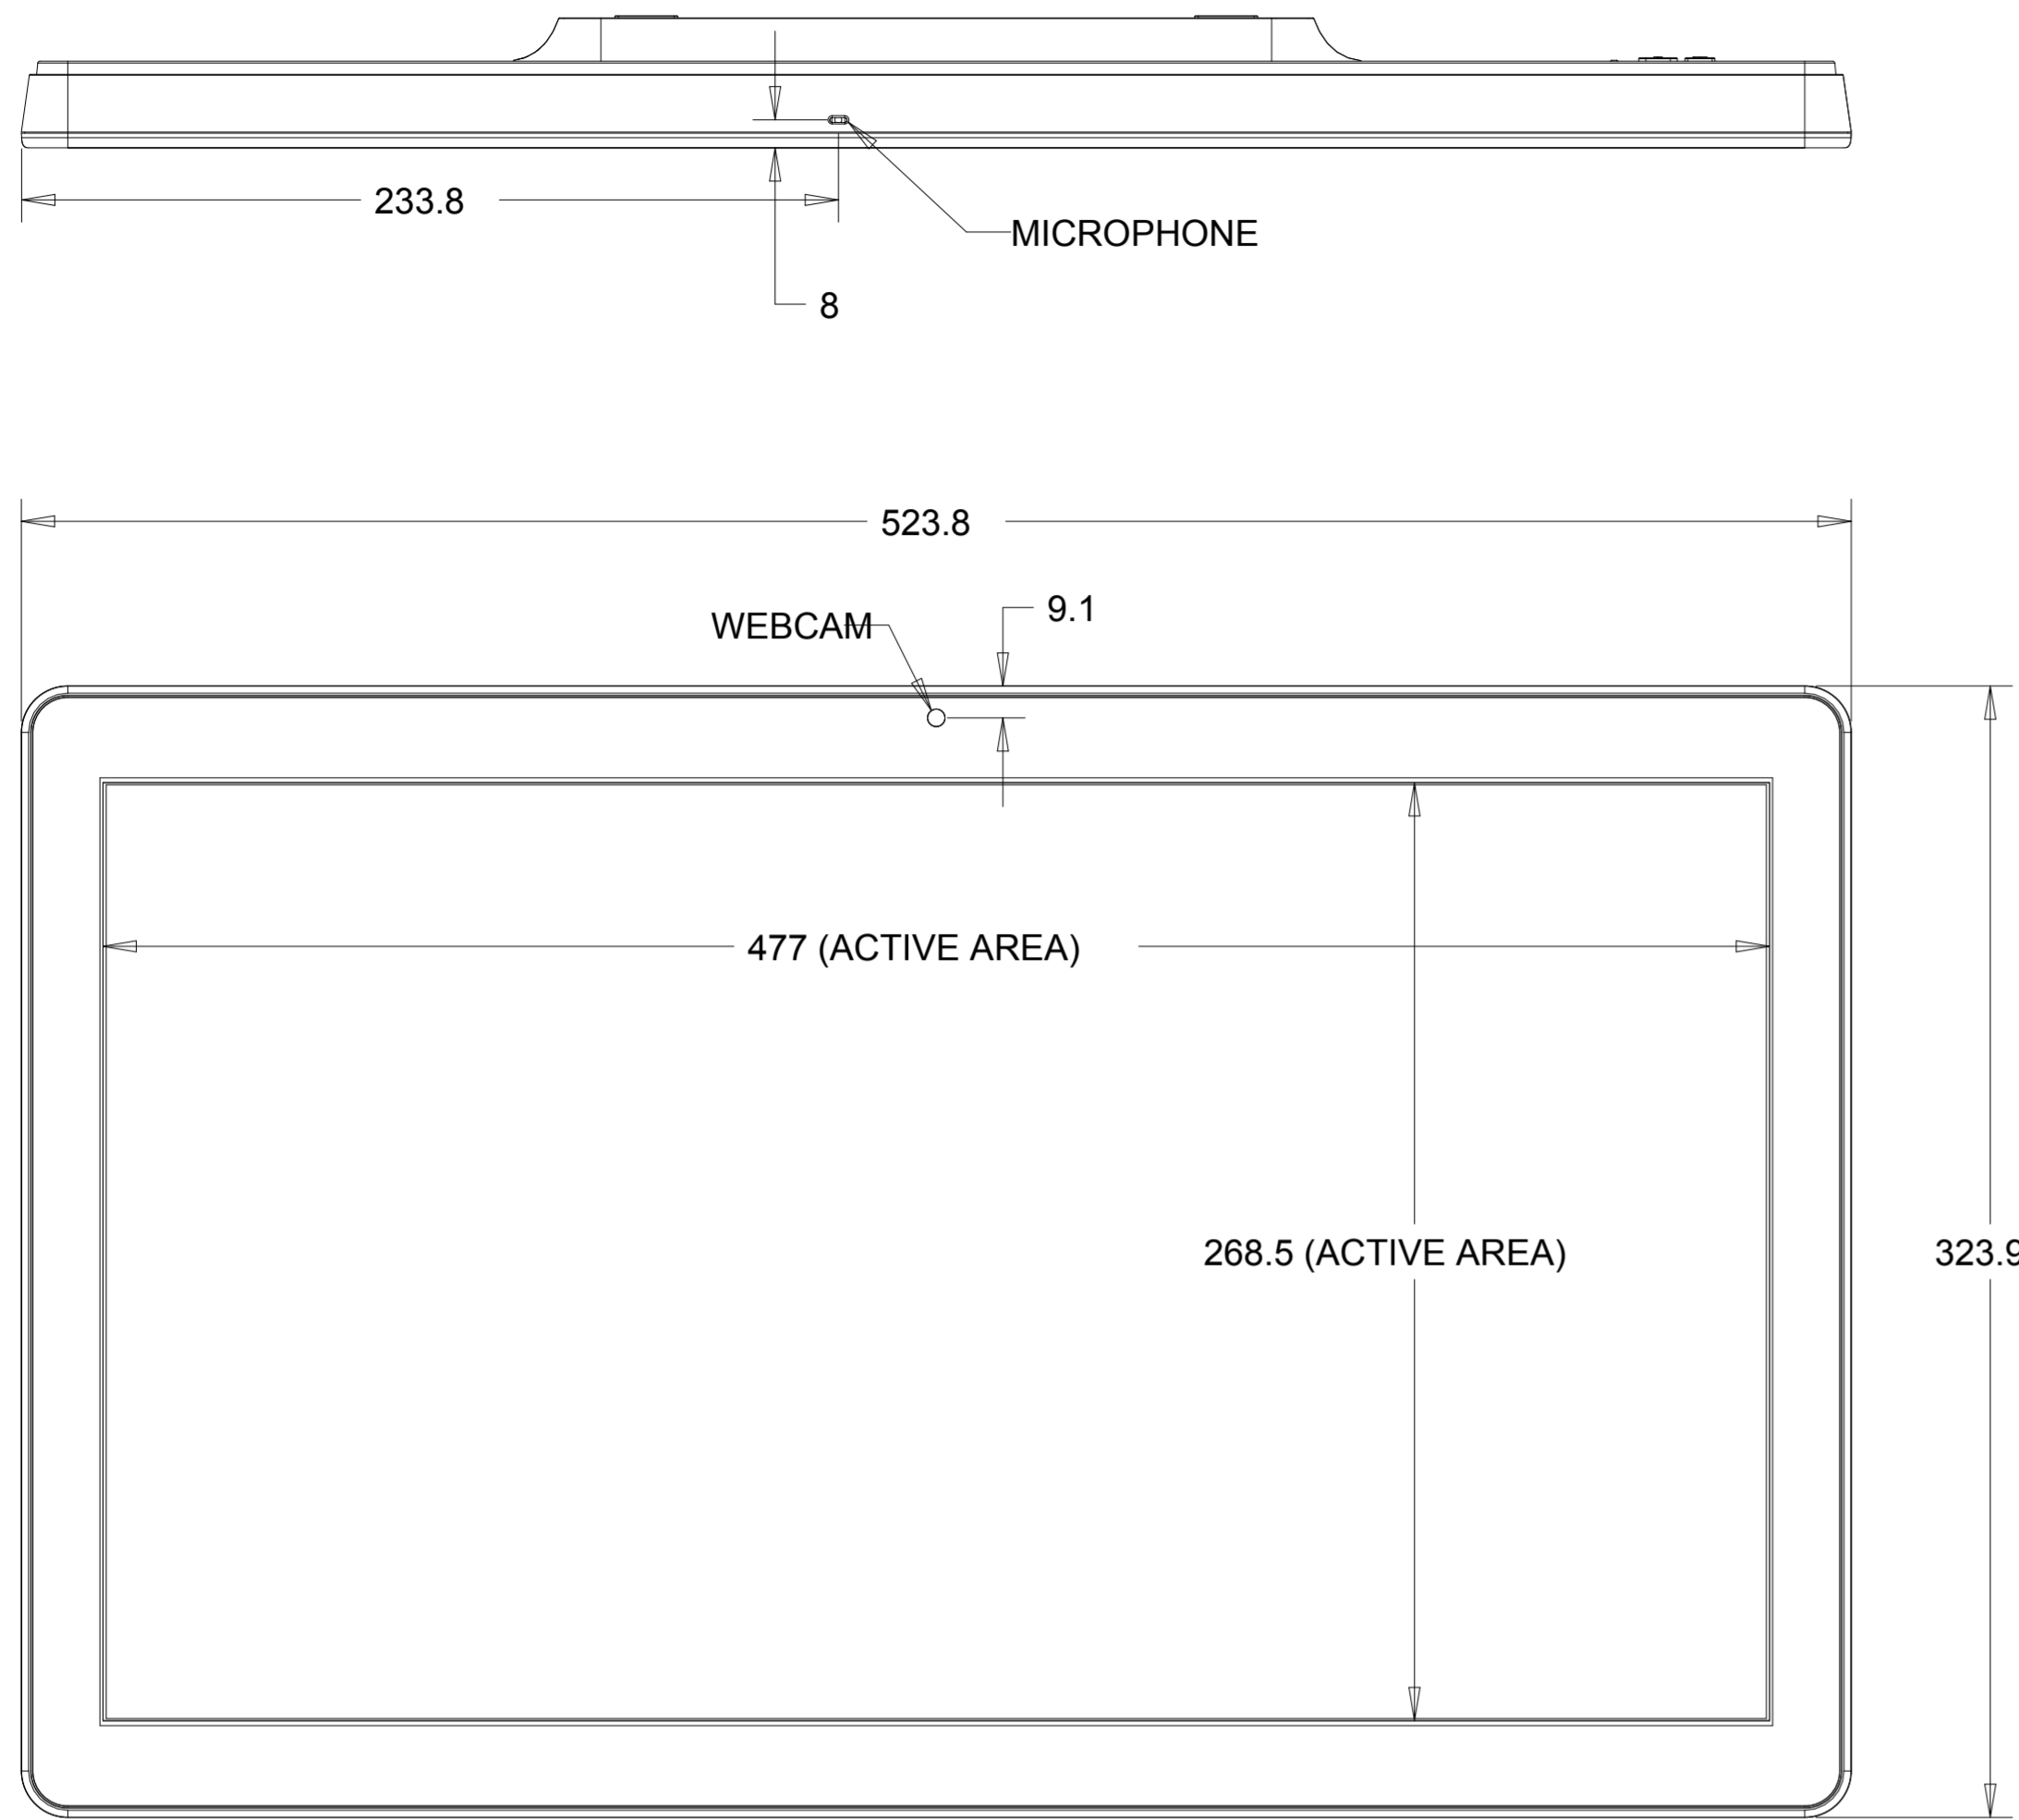 233.8
MICROPHONE
8
523.8
9.1
WEBCAM
477 (ACTIVE AREA)
268.5 (ACTIVE AREA)
323.9